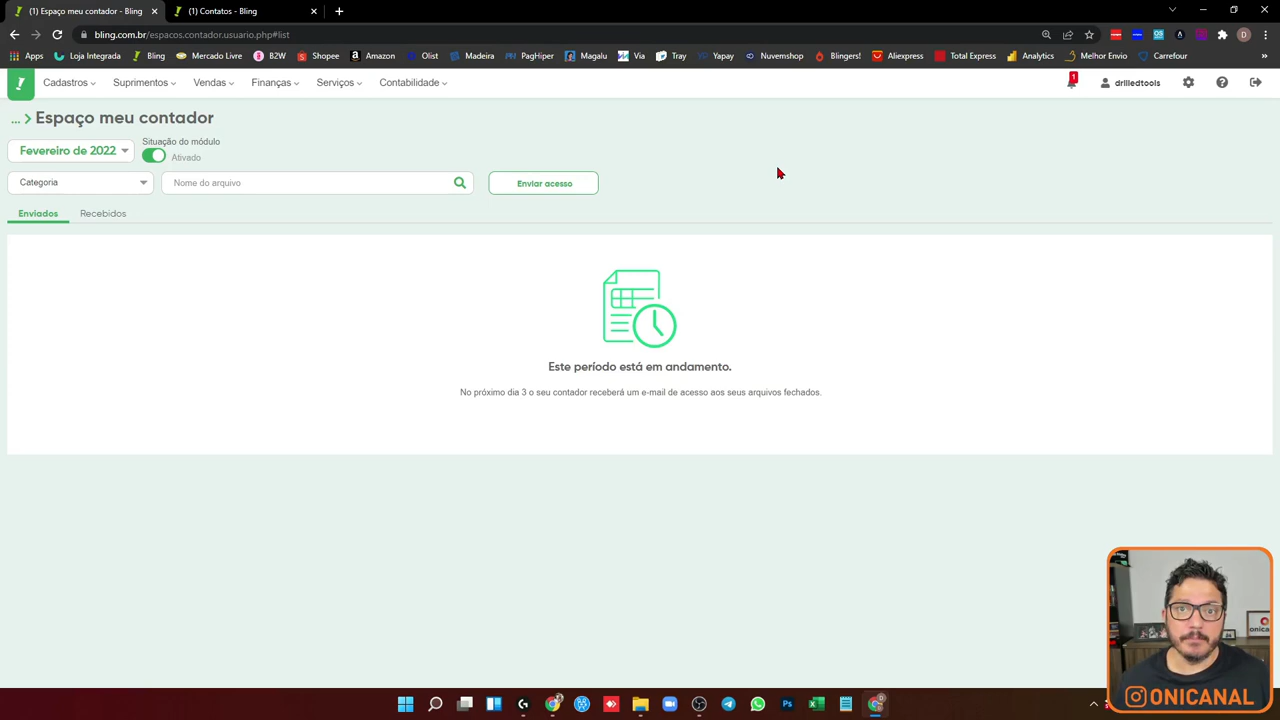 (1) Espaço meu contador - Bling
(1) Contatos - Bling
bling.com.br/espacos.contador.usuario.php#list
Apps Loja Integrada Bling Mercado Livre B2W Shopee Amazon Olist Madeira Magalu Via Tray PagHiper Yapay Nuvemshop Blingers! Aliexpress Total Express Analytics Melhor Envio Carrefour
Cadastros Suprimentos Vendas Finanças Serviços Contabilidade
1
drilledtools
... Espaço meu contador
Situação do módulo
Fevereiro de 2022
Ativado
Categoria
Nome do arquivo
Enviar acesso
Enviados Recebidos
Este período está em andamento.
No próximo dia 3 o seu contador receberá um e-mail de acesso aos seus arquivos fechados.
ONICANAL